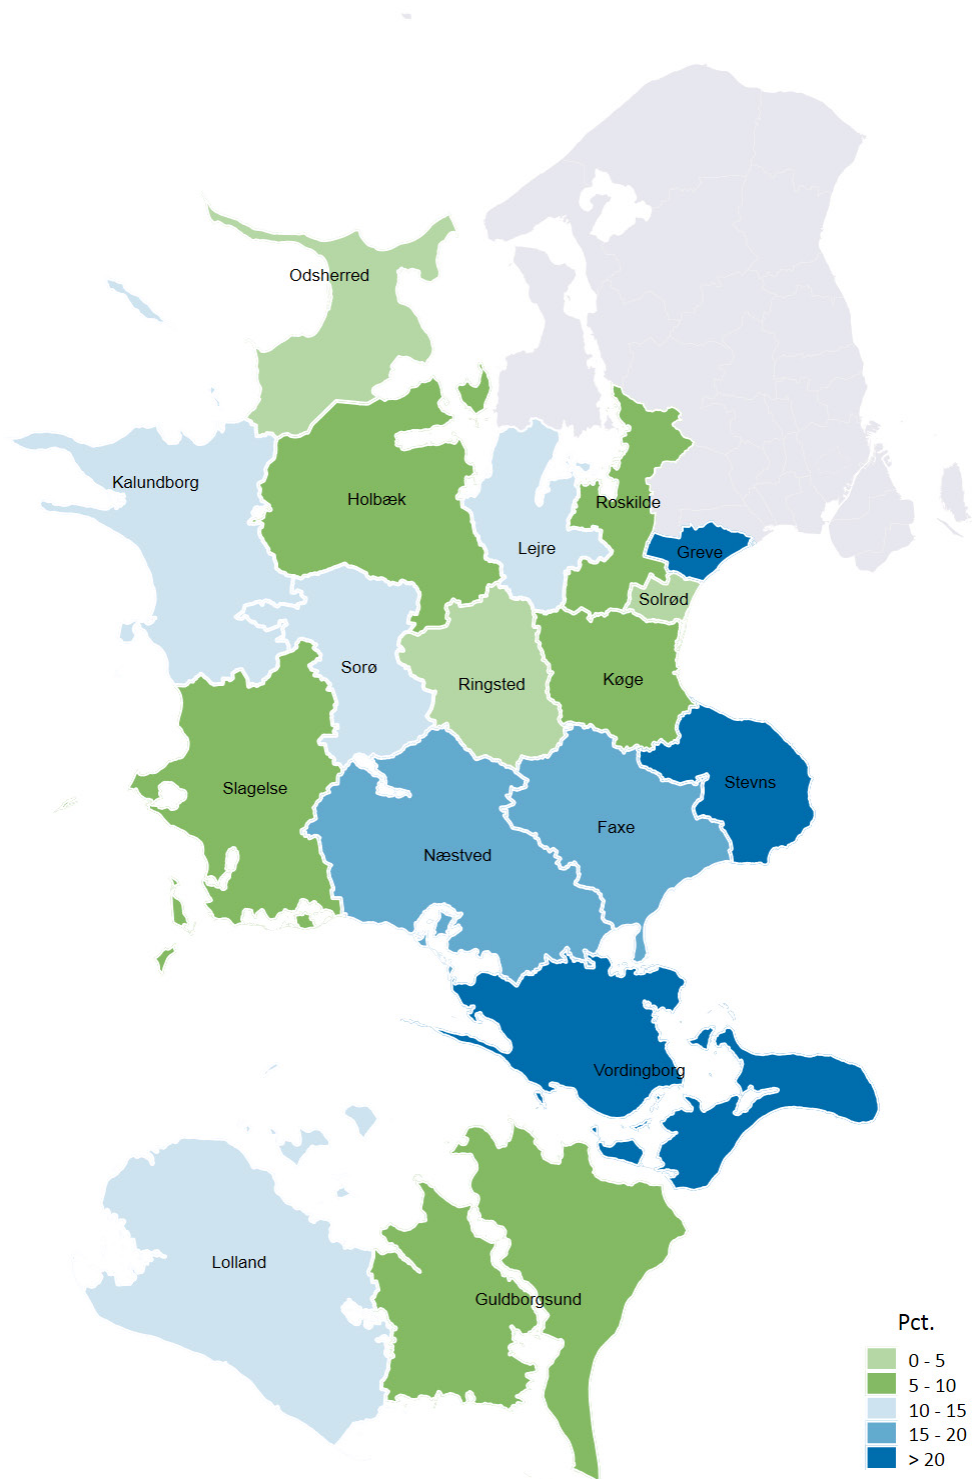 Odsherred
Kalundborg
Holbæk
Roskilde
Lejre
Greve
Solrød
Sorø
Ringsted
Køge
Slagelse
Stevns
Næstved
Faxe
Vordingborg
Lolland
Guldborgsund
Pct.
0 - 5
5 - 10
10 - 15
15 - 20
> 20